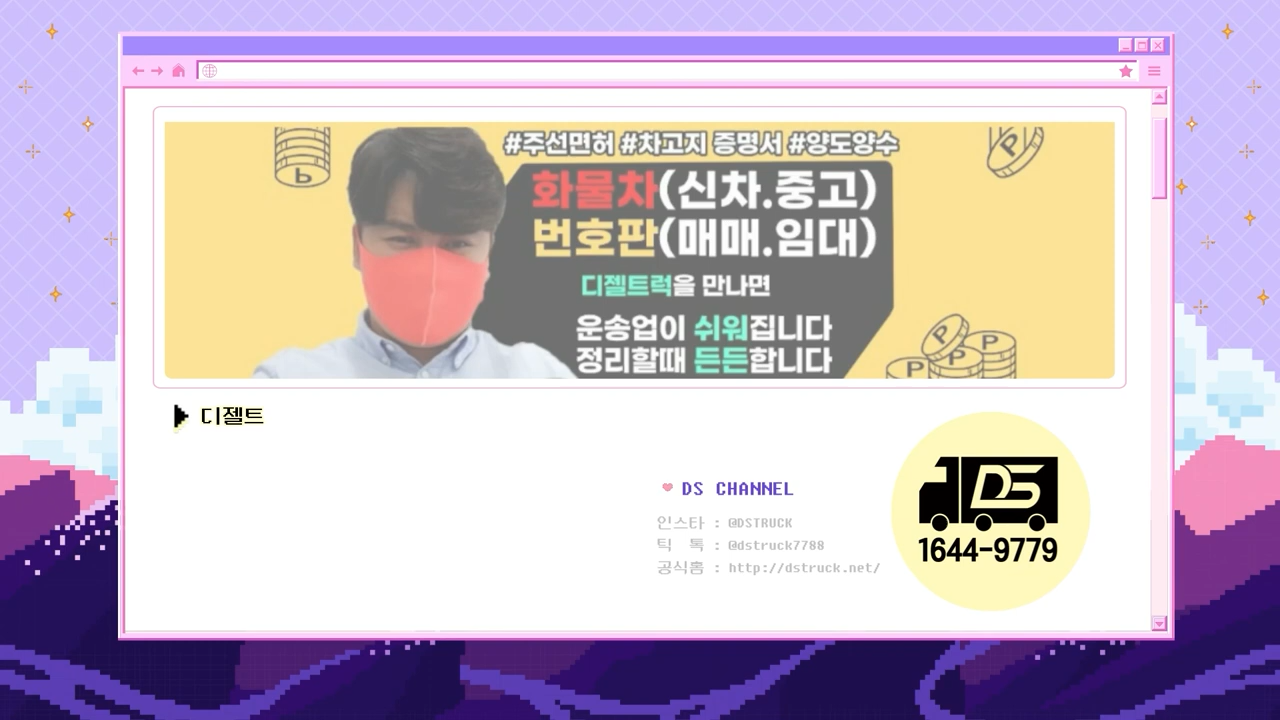 #주선면허 #차고지 증명서 #양도양수
화물차(신차.중고)
번호판(매매.임대)
디젤트럭을 만나면
운송업이 쉬워집니다
정리할때 든든합니다
디젤트
DS CHANNEL
인스타 : @DSTRUCK
틱 톡 : @dstruck7788
공식홈 : http://dstruck.net/
DS
1644-9779